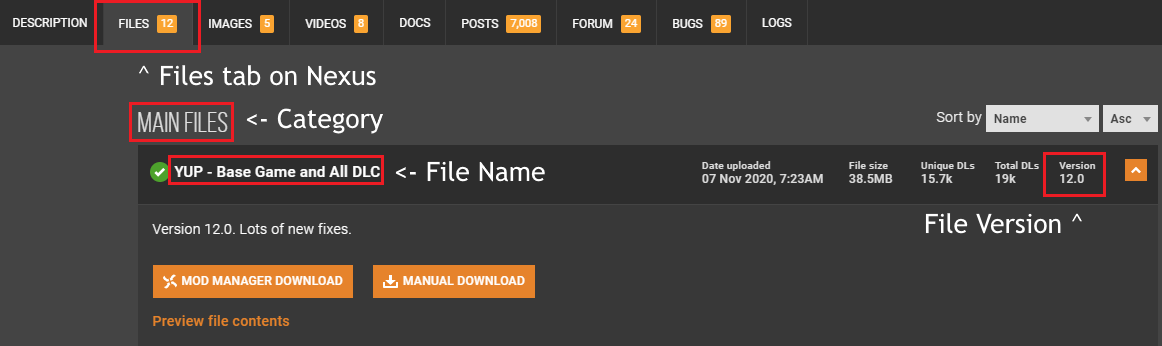 DESCRIPTION FILES 12 IMAGES 5 VIDEOS 8 DOCS POSTS 7,008 FORUM 24 BUGS 89 LOGS
^ Files tab on Nexus
MAIN FILES <- Category Sort by Name Asc
YUP - Base Game and All DLC <- File Name Date uploaded File size Unique DLs Total DLs Version
07 Nov 2020, 7:23AM 38.5MB 15.7k 19k 12.0
File Version ^
Version 12.0. Lots of new fixes.
MOD MANAGER DOWNLOAD MANUAL DOWNLOAD
Preview file contents